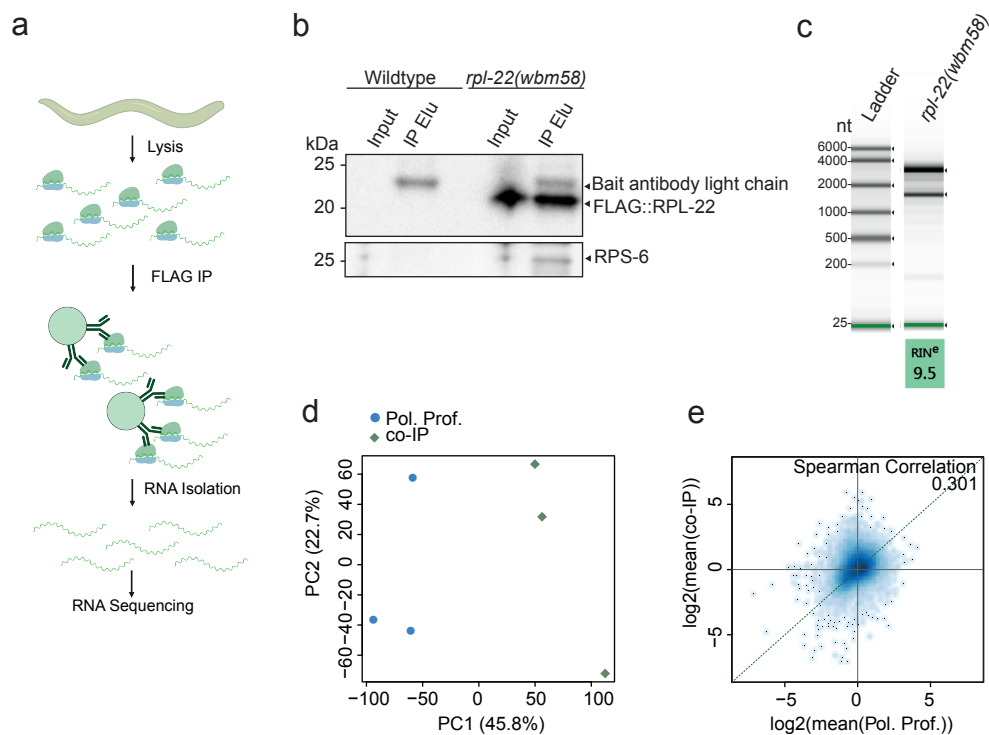 a
Lysis
FLAG IP
RNA Isolation
RNA Sequencing
b
Wildtype rpl-22(wbm58)
Input IP Elu Input IP Elu
kDa
25
20
Bait antibody light chain
FLAG::RPL-22
25
RPS-6
c
Ladder rpl-22(wbm58)
nt
6000
4000
2000
1000
500
200
25
RINe
9.5
d
Pol. Prof.
co-IP
PC2 (22.7%)
60
40
20
0
−20
−40
−60
−100 −50 0 50 100
PC1 (45.8%)
e
Spearman Correlation
0.301
log2(mean(co-IP))
5
0
−5
−5 0 5
log2(mean(Pol. Prof.))